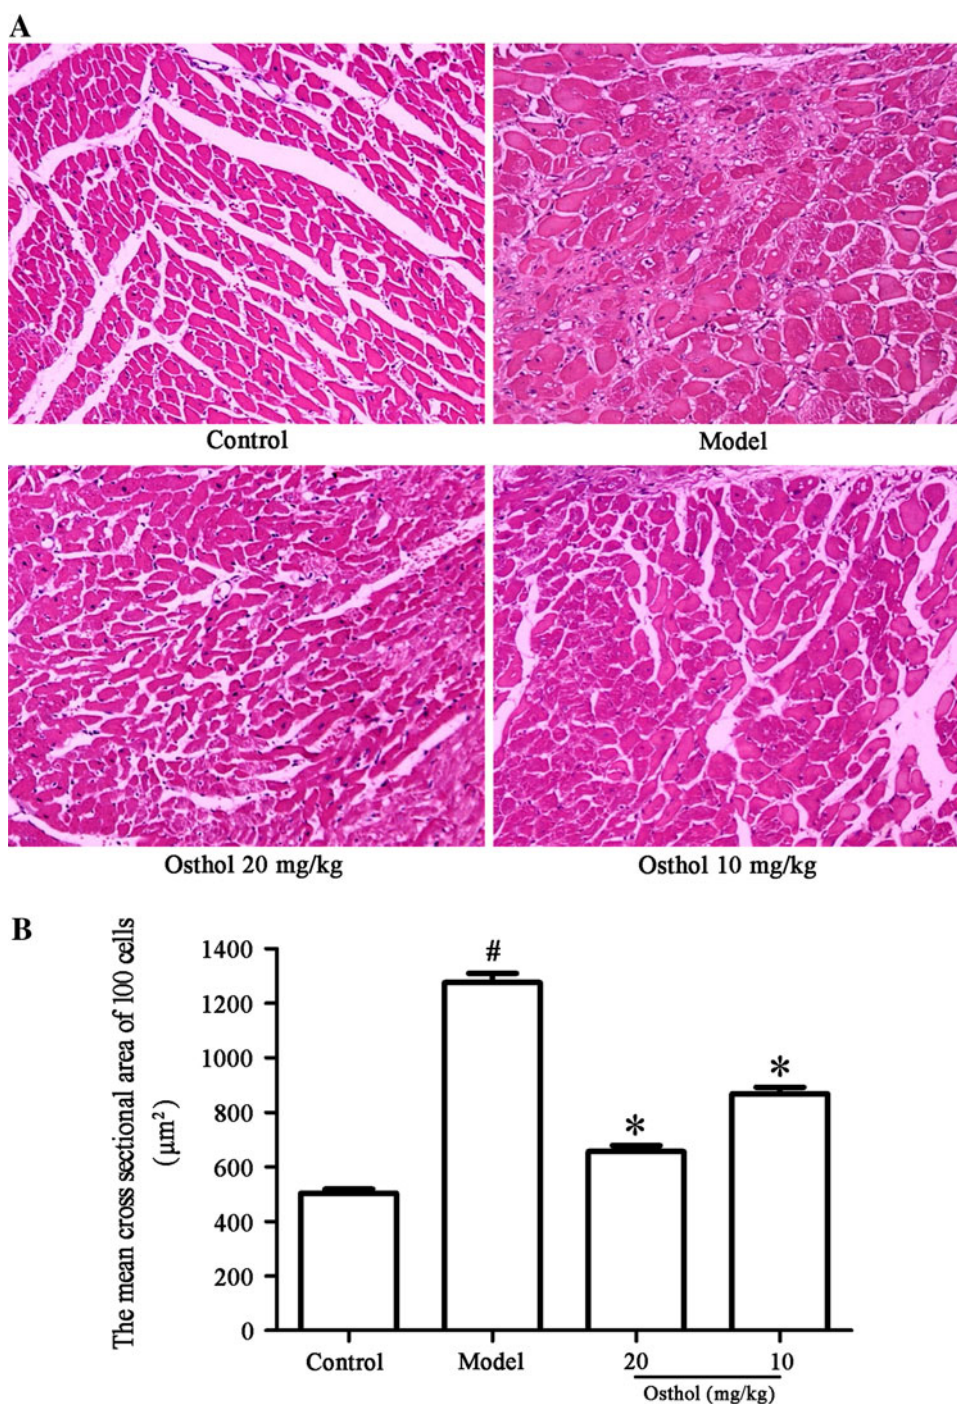 A
Control
Model
Osthol 20 mg/kg
Osthol 10 mg/kg
B
The mean cross sectional area of 100 cells
(μm²)
1400
1200
1000
800
600
400
200
0
#
*
*
Control
Model
20
10
Osthol (mg/kg)